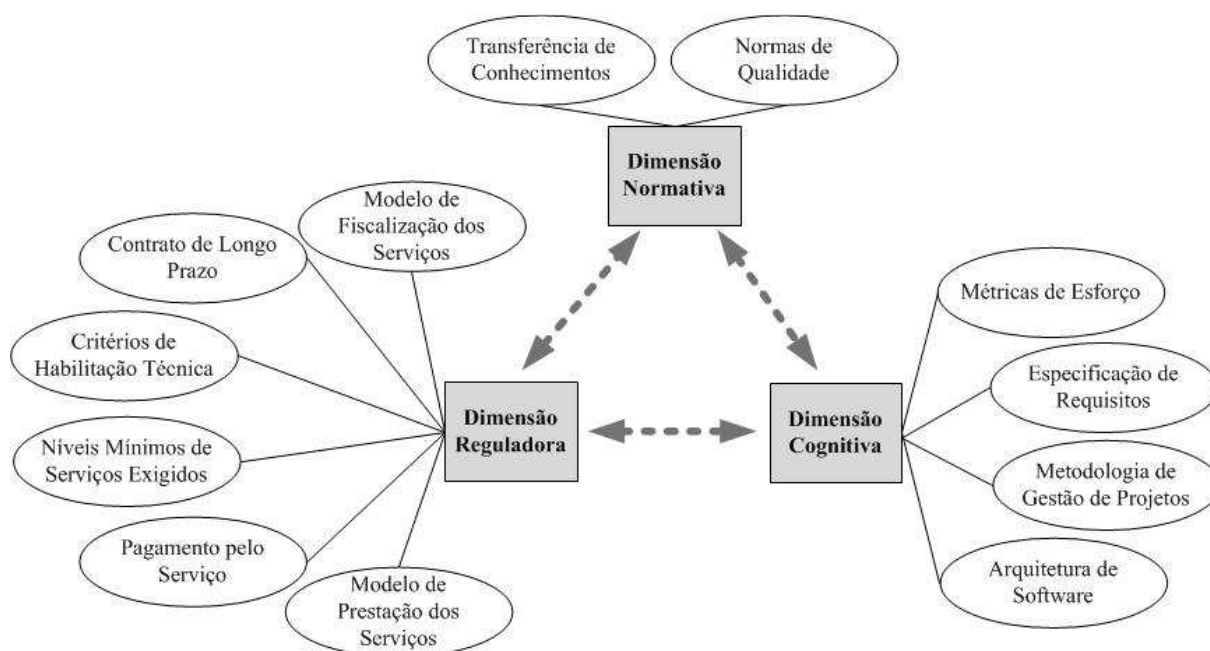 Transferência de
Conhecimentos
Normas de
Qualidade
Dimensão
Normativa
Modelo de
Fiscalização dos
Serviços
Contrato de Longo
Prazo
Critérios de
Habilitação Técnica
Níveis Mínimos de
Serviços Exigidos
Pagamento pelo
Serviço
Modelo de
Prestação dos
Serviços
Dimensão
Reguladora
Dimensão
Cognitiva
Métricas de Esforço
Especificação de
Requisitos
Metodologia de
Gestão de Projetos
Arquitetura de
Software